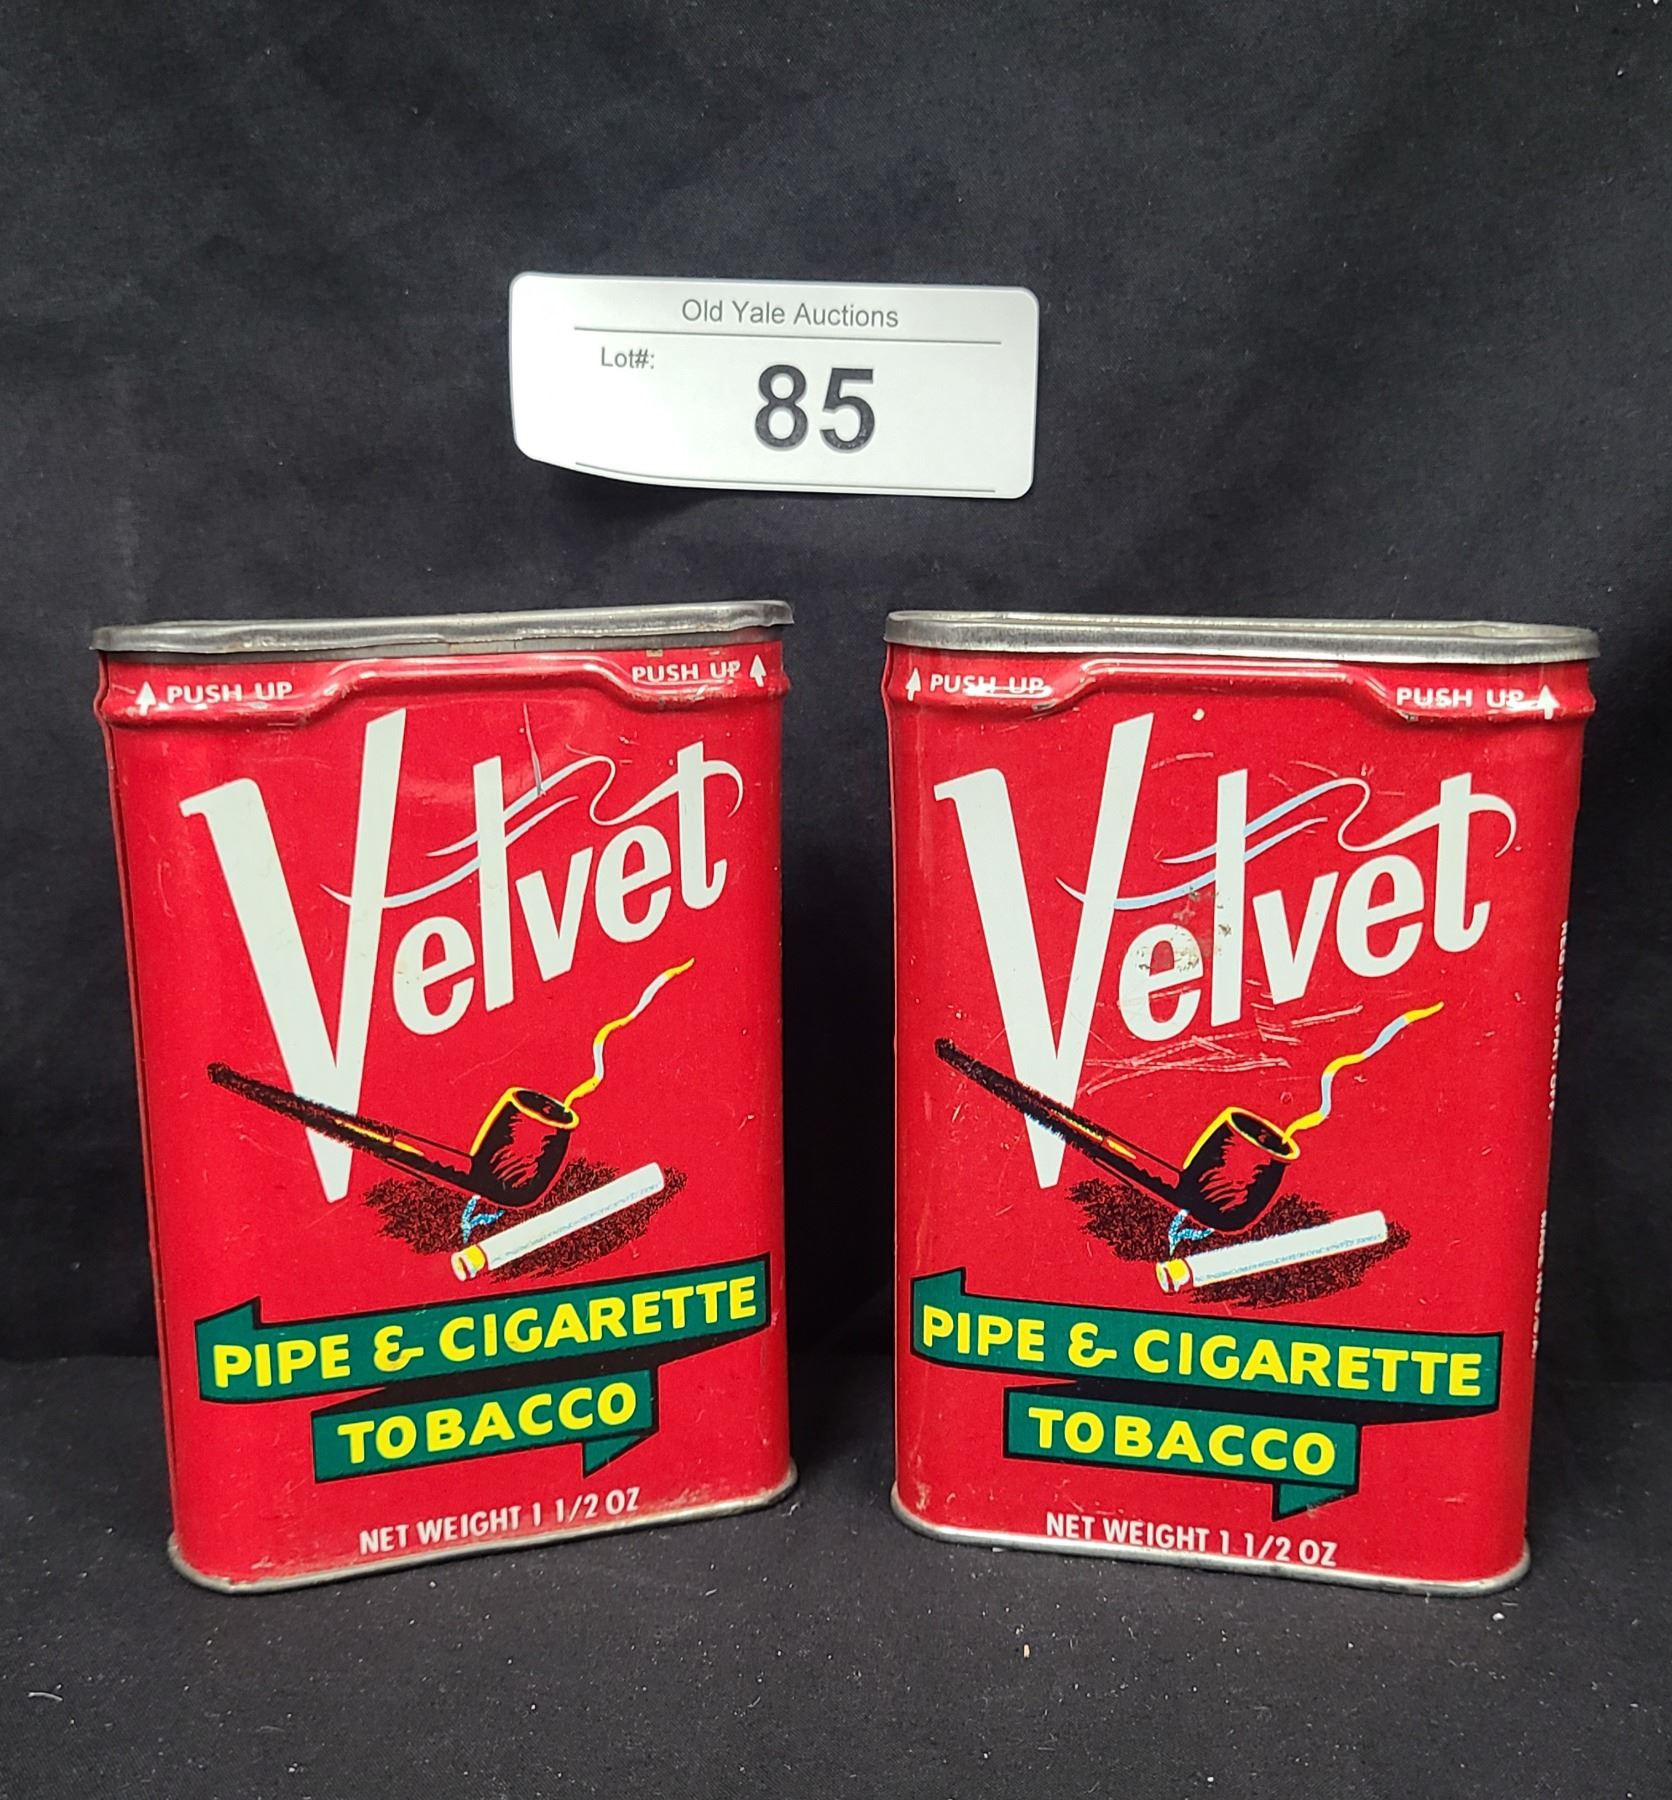 Old Yale Auctions
Lot#:
85
PUSH UP PUSH UP
Velvet
PIPE & CIGARETTE
TOBACCO
NET WEIGHT 1 1/2 OZ
PUSH UP PUSH UP
Velvet
PIPE & CIGARETTE
TOBACCO
NET WEIGHT 1 1/2 OZ